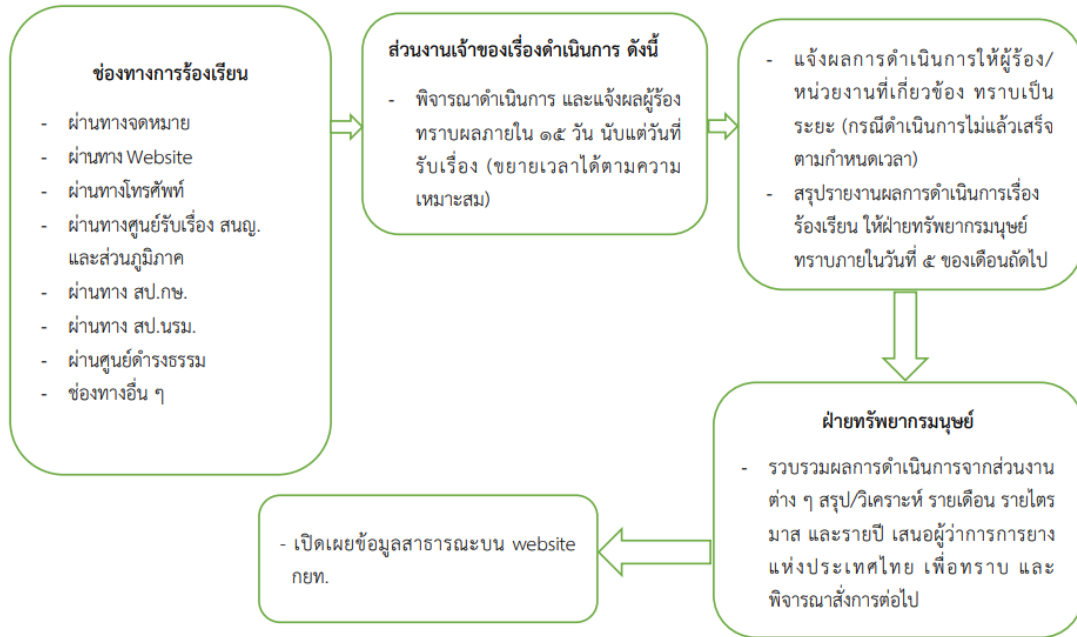 ช่องทางการร้องเรียน
- ผ่านทางจดหมาย
- ผ่านทาง Website
- ผ่านทางโทรศัพท์
- ผ่านทางศูนย์รับเรื่อง สนญ.
และส่วนภูมิภาค
- ผ่านทาง สป.กษ.
- ผ่านทาง สป.นรม.
- ผ่านศูนย์ดำรงธรรม
- ช่องทางอื่น ๆ
ส่วนงานเจ้าของเรื่องดำเนินการ ดังนี้
- พิจารณาดำเนินการ และแจ้งผลผู้ร้อง
ทราบผลภายใน ๑๕ วัน นับแต่วันที่
รับเรื่อง (ขยายเวลาได้ตามความ
เหมาะสม)
- แจ้งผลการดำเนินการให้ผู้ร้อง/
หน่วยงานที่เกี่ยวข้อง ทราบเป็น
ระยะ (กรณีดำเนินการไม่แล้วเสร็จ
ตามกำหนดเวลา)
- สรุปรายงานผลการดำเนินการเรื่อง
ร้องเรียน ให้ฝ่ายทรัพยากรมนุษย์
ทราบภายในวันที่ ๕ ของเดือนถัดไป
ฝ่ายทรัพยากรมนุษย์
- รวบรวมผลการดำเนินการจากส่วนงาน
ต่าง ๆ สรุป/วิเคราะห์ รายเดือน รายไตร
มาส และรายปี เสนอผู้ว่าการการยาง
แห่งประเทศไทย เพื่อทราบ และ
พิจารณาสั่งการต่อไป
- เปิดเผยข้อมูลสาธารณะบน website
กยท.